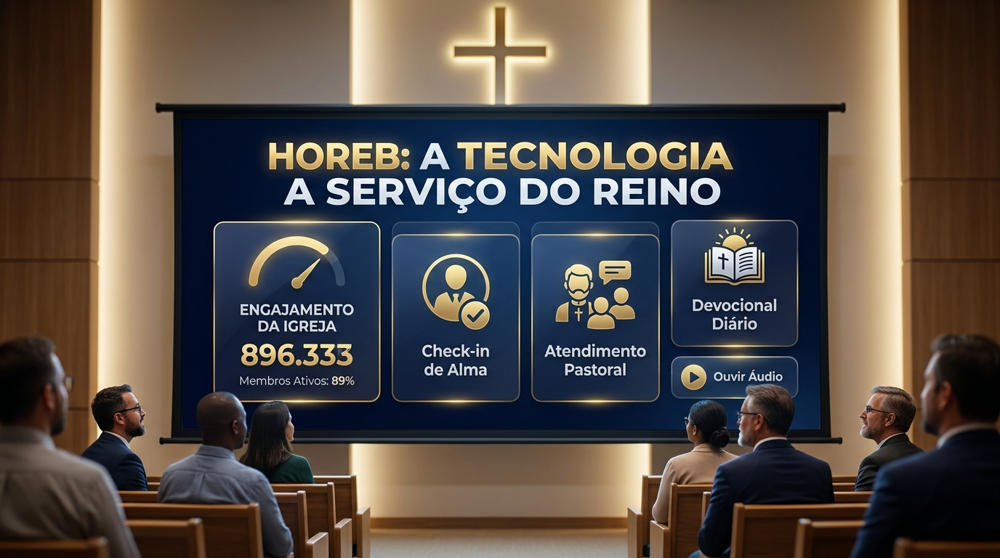 HOREB: A TECNOLOGIA
A SERVIÇO DO REINO
ENGAJAMENTO
DA IGREJA
896.333
Membros Ativos: 89%
Check-in
de Alma
Atendimento
Pastoral
Devocional
Diário
Ouvir Áudio